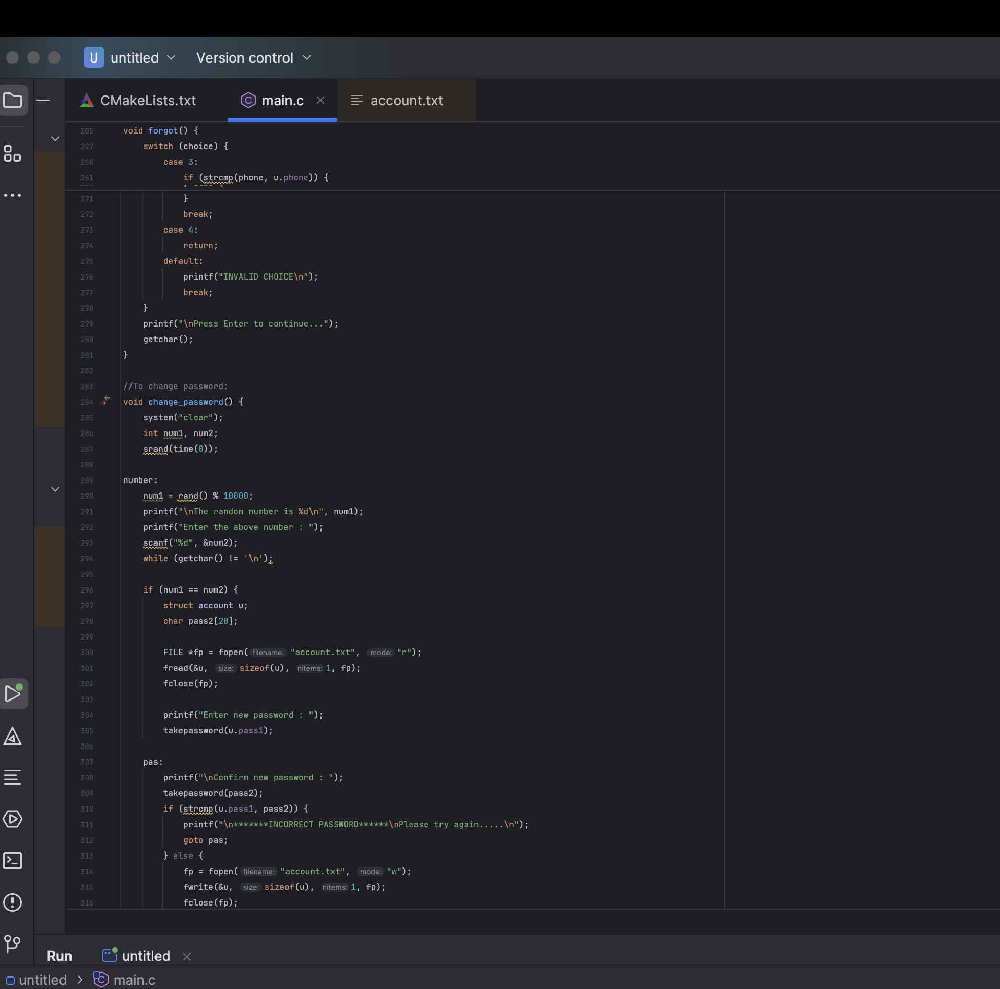 U untitled Version control
CMakeLists.txt main.c account.txt
205 void forgot() {
227 switch (choice) {
258 case 3:
261 if (strcmp(phone, u.phone)) {
271 }
272 break;
273 case 4:
274 return;
275 default:
276 printf("INVALID CHOICE\n");
277 break;
278 }
279 printf("\nPress Enter to continue...");
280 getchar();
281 }
282
283 //To change password:
284 void change_password() {
285 system("clear");
286 int num1, num2;
287 srand(time(0));
288
289 number:
290 num1 = rand() % 10000;
291 printf("\nThe random number is %d\n", num1);
292 printf("Enter the above number : ");
293 scanf("%d", &num2);
294 while (getchar() != '\n');
295
296 if (num1 == num2) {
297 struct account u;
298 char pass2[20];
299
300 FILE *fp = fopen( filename: "account.txt", mode: "r");
301 fread(&u, size: sizeof(u), nitems: 1, fp);
302 fclose(fp);
303
304 printf("Enter new password : ");
305 takepassword(u.pass1);
306
307 pas:
308 printf("\nConfirm new password : ");
309 takepassword(pass2);
310 if (strcmp(u.pass1, pass2)) {
311 printf("\n*******INCORRECT PASSWORD******\nPlease try again.....\n");
312 goto pas;
313 } else {
314 fp = fopen( filename: "account.txt", mode: "w");
315 fwrite(&u, size: sizeof(u), nitems: 1, fp);
316 fclose(fp);
Run untitled
untitled > main.c